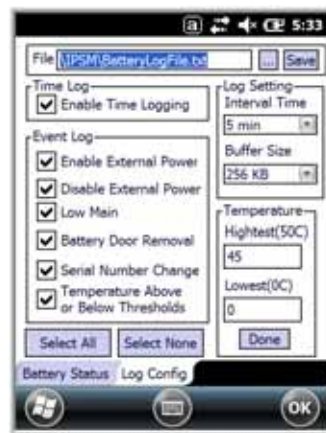 a 5:33
File \IPSM\BatteryLogFile.txt ... Save
Time Log
Enable Time Logging
Event Log
Enable External Power
Disable External Power
Low Main
Battery Door Removal
Serial Number Change
Temperature Above
or Below Thresholds
Select All Select None
Log Setting
Interval Time
5 min
Buffer Size
256 KB
Temperature
Hightest(50C)
45
Lowest(0C)
0
Done
Battery Status Log Config
OK